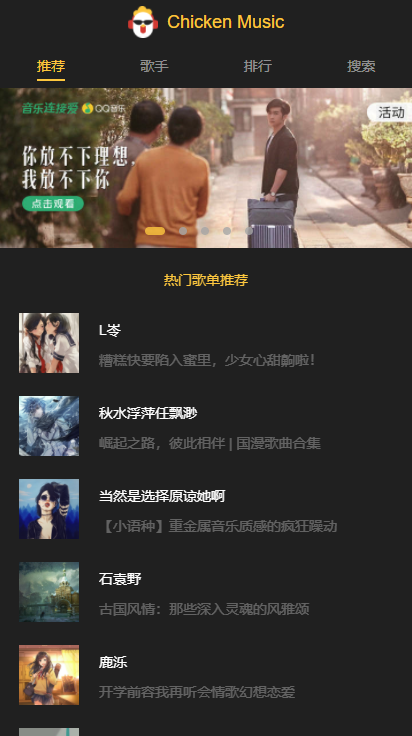 Chicken Music
推荐 歌手 排行 搜索
音乐连接爱 QQ音乐
活动
你放不下理想，
我放不下你
点击观看
热门歌单推荐
L岑
糟糕快要陷入蜜里，少女心甜齁啦！
秋水浮萍任飘渺
崛起之路，彼此相伴 | 国漫歌曲合集
当然是选择原谅她啊
【小语种】重金属音乐质感的疯狂躁动
石袁野
古国风情：那些深入灵魂的风雅颂
鹿泺
开学前容我再听会情歌幻想恋爱